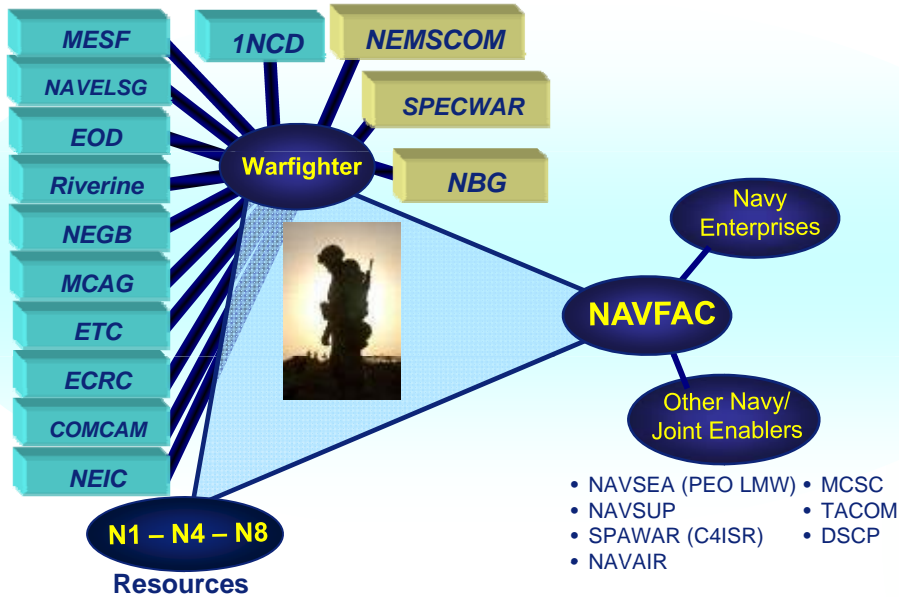 MESF
NAVELSG
EOD
Riverine
NEGB
MCAG
ETC
ECRC
COMCAM
NEIC
1NCD
NEMSCOM
SPECWAR
NBG
Warfighter
Navy
Enterprises
NAVFAC
Other Navy/
Joint Enablers
• NAVSEA (PEO LMW)
• NAVSUP
• SPAWAR (C4ISR)
• NAVAIR
• MCSC
• TACOM
• DSCP
N1 – N4 – N8
Resources